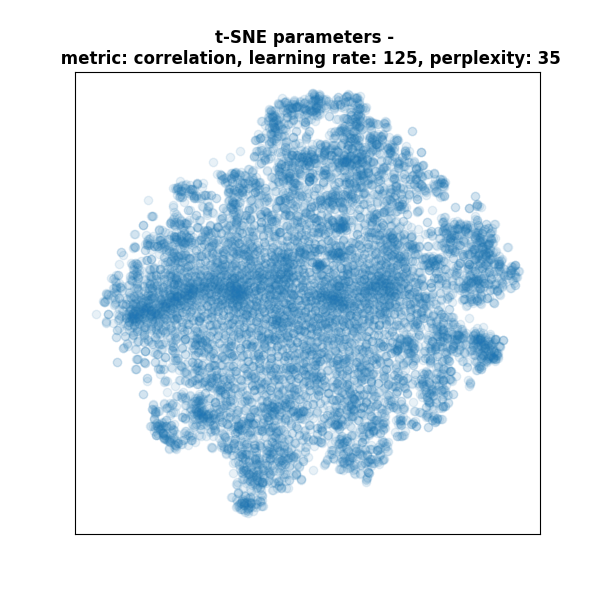 t-SNE parameters -
metric: correlation, learning rate: 125, perplexity: 35